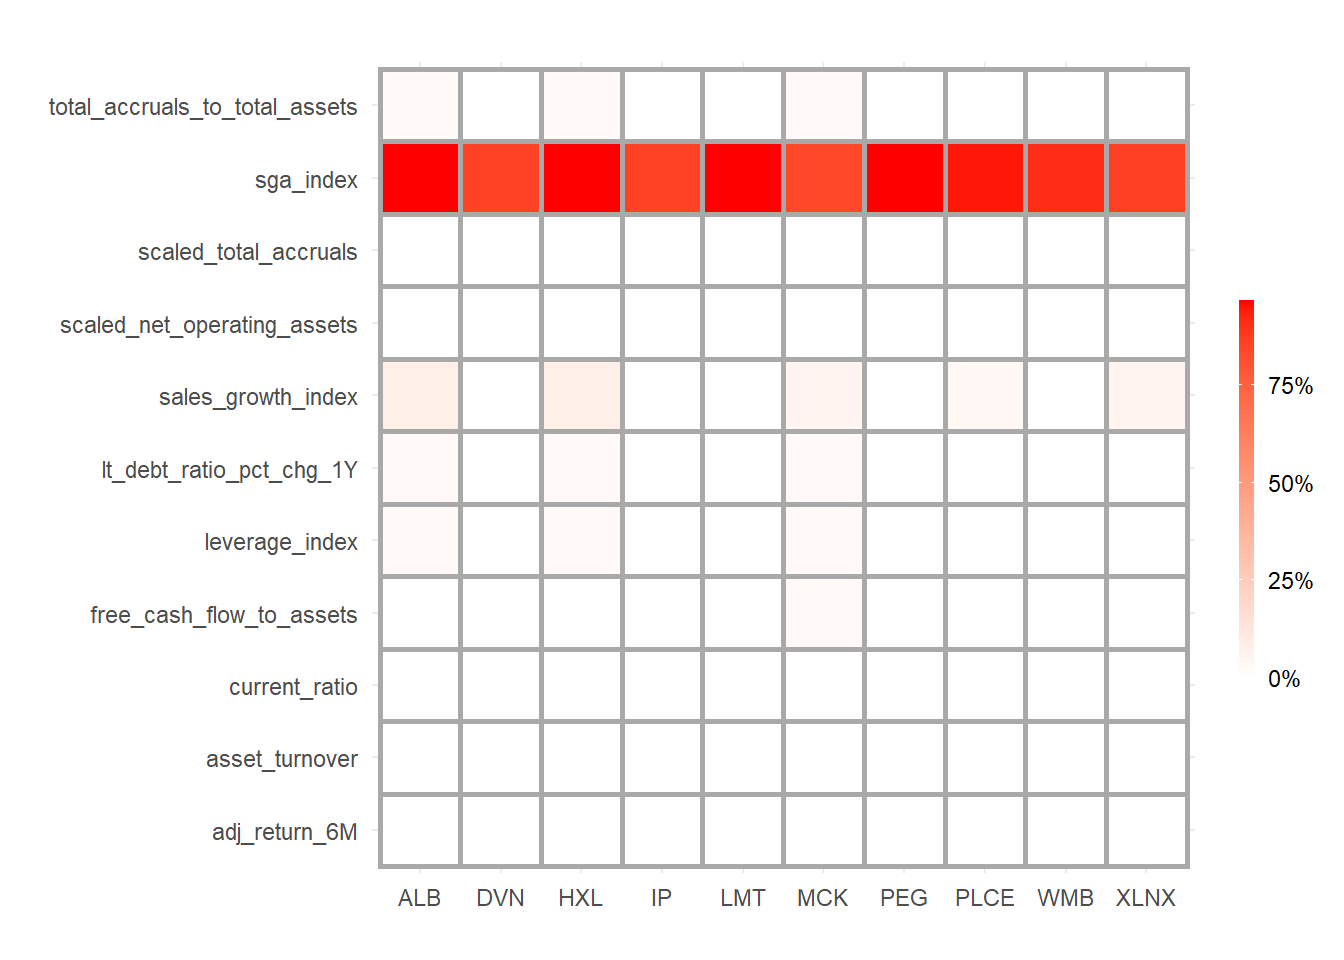 total_accruals_to_total_assets
sga_index
scaled_total_accruals
scaled_net_operating_assets
sales_growth_index
lt_debt_ratio_pct_chg_1Y
leverage_index
free_cash_flow_to_assets
current_ratio
asset_turnover
adj_return_6M
ALB DVN HXL IP LMT MCK PEG PLCE WMB XLNX
75%
50%
25%
0%